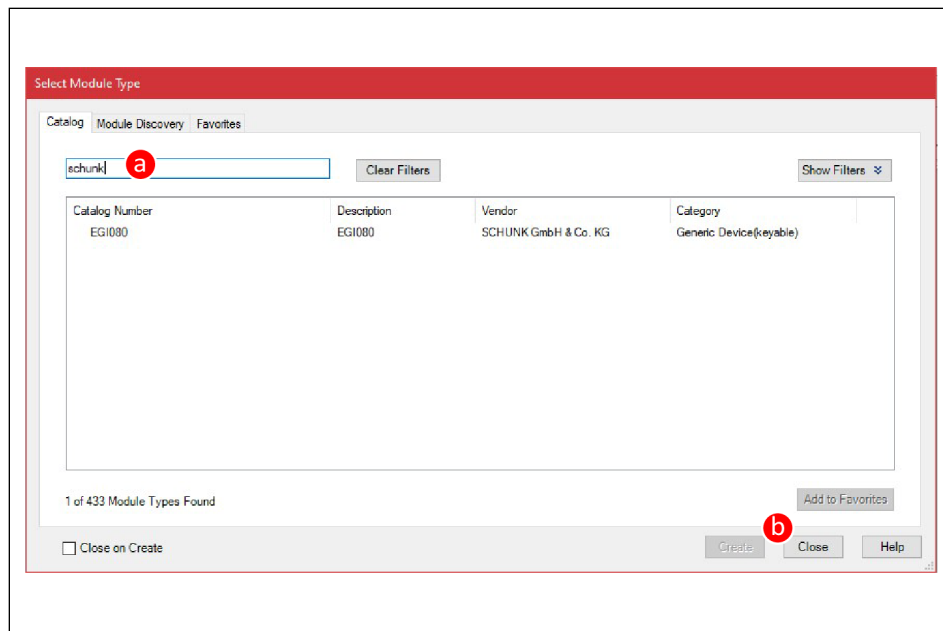 Select Module Type
Catalog Module Discovery Favorites
schunk a Clear Filters Show Filters
Catalog Number Description Vendor Category
EGI080 EGI080 SCHUNK GmbH & Co. KG Generic Device(keyable)
1 of 433 Module Types Found Add to Favorites
b
Close on Create Create Close Help